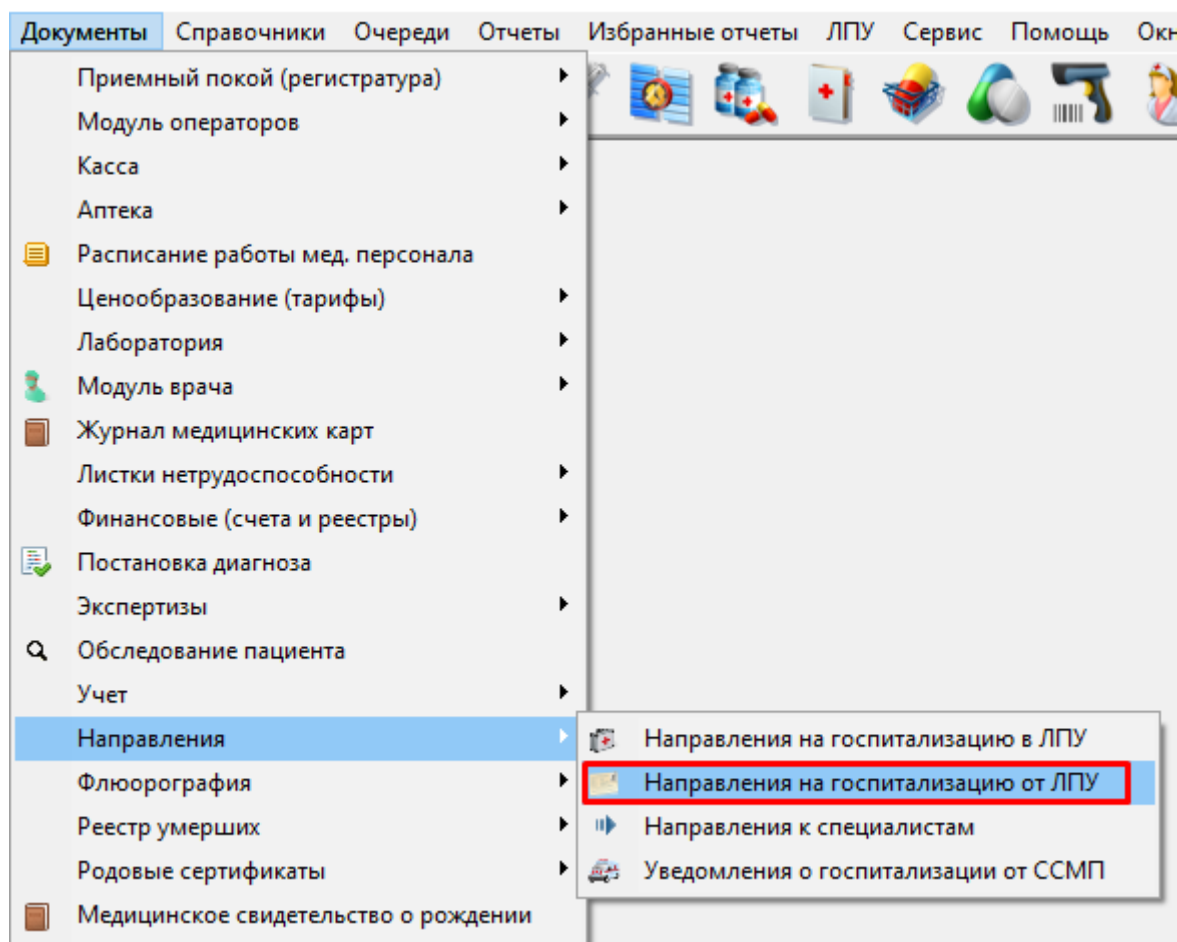 Документы Справочники Очереди Отчеты Избранные отчеты ЛПУ Сервис Помощь
Приемный покой (регистратура)
Модуль операторов
Касса
Аптека
Расписание работы мед. персонала
Ценообразование (тарифы)
Лаборатория
Модуль врача
Журнал медицинских карт
Листки нетрудоспособности
Финансовые (счета и реестры)
Постановка диагноза
Экспертизы
Обследование пациента
Учет
Направления
Флюорография
Реестр умерших
Родовые сертификаты
Медицинское свидетельство о рождении
Направления на госпитализацию в ЛПУ
Направления на госпитализацию от ЛПУ
Направления к специалистам
Уведомления о госпитализации от ССМП